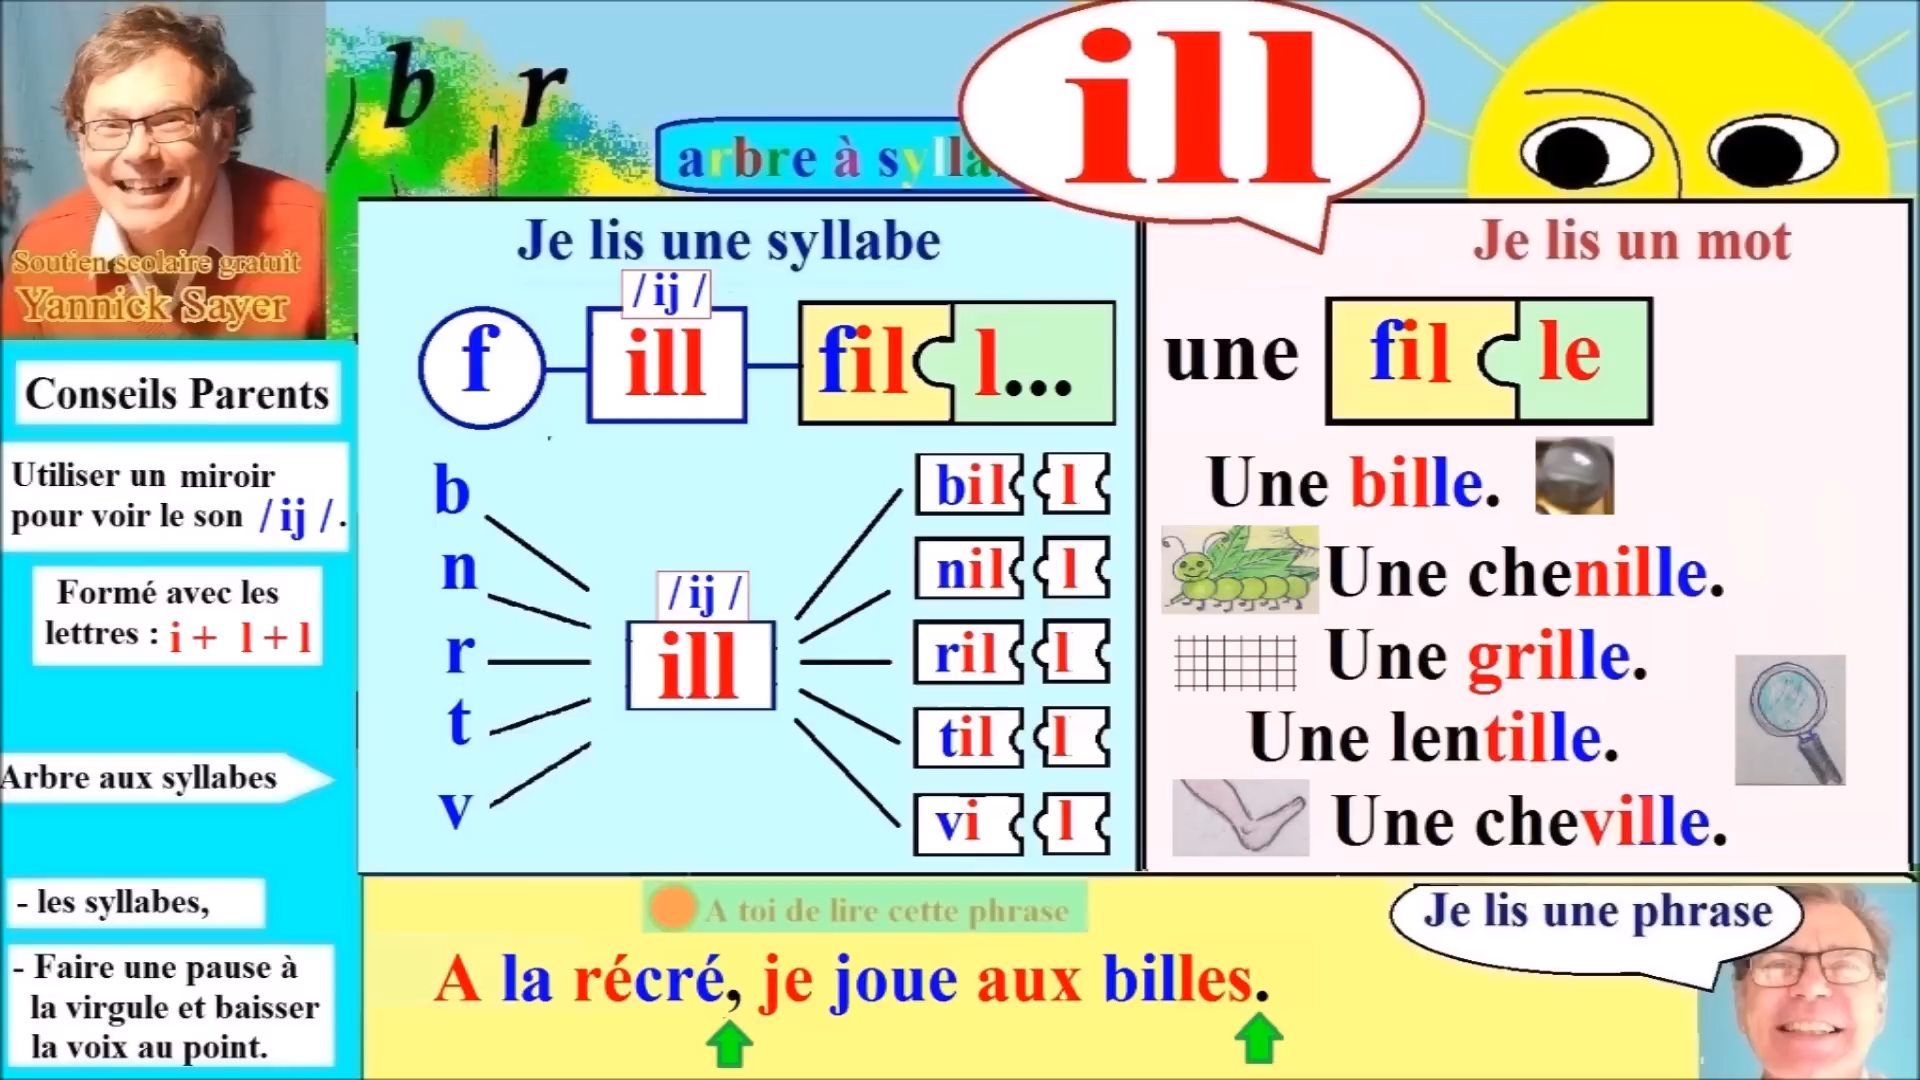 b r
arbre à sylla
ill
Soutien scolaire gratuit
Yannick Sayer
Conseils Parents
Utiliser un miroir
pour voir le son / ij /.
Formé avec les
lettres : i + l + l
Arbre aux syllabes
- les syllabes,
- Faire une pause à
la virgule et baisser
la voix au point.
Je lis une syllabe
/ ij /
f ill fil l...
b
n
r
t
v
/ ij /
ill
bil l
nil l
ril l
til l
vi l
Je lis un mot
une fil le
Une bille.
Une chenille.
Une grille.
Une lentille.
Une cheville.
A toi de lire cette phrase
Je lis une phrase
A la récré, je joue aux billes.